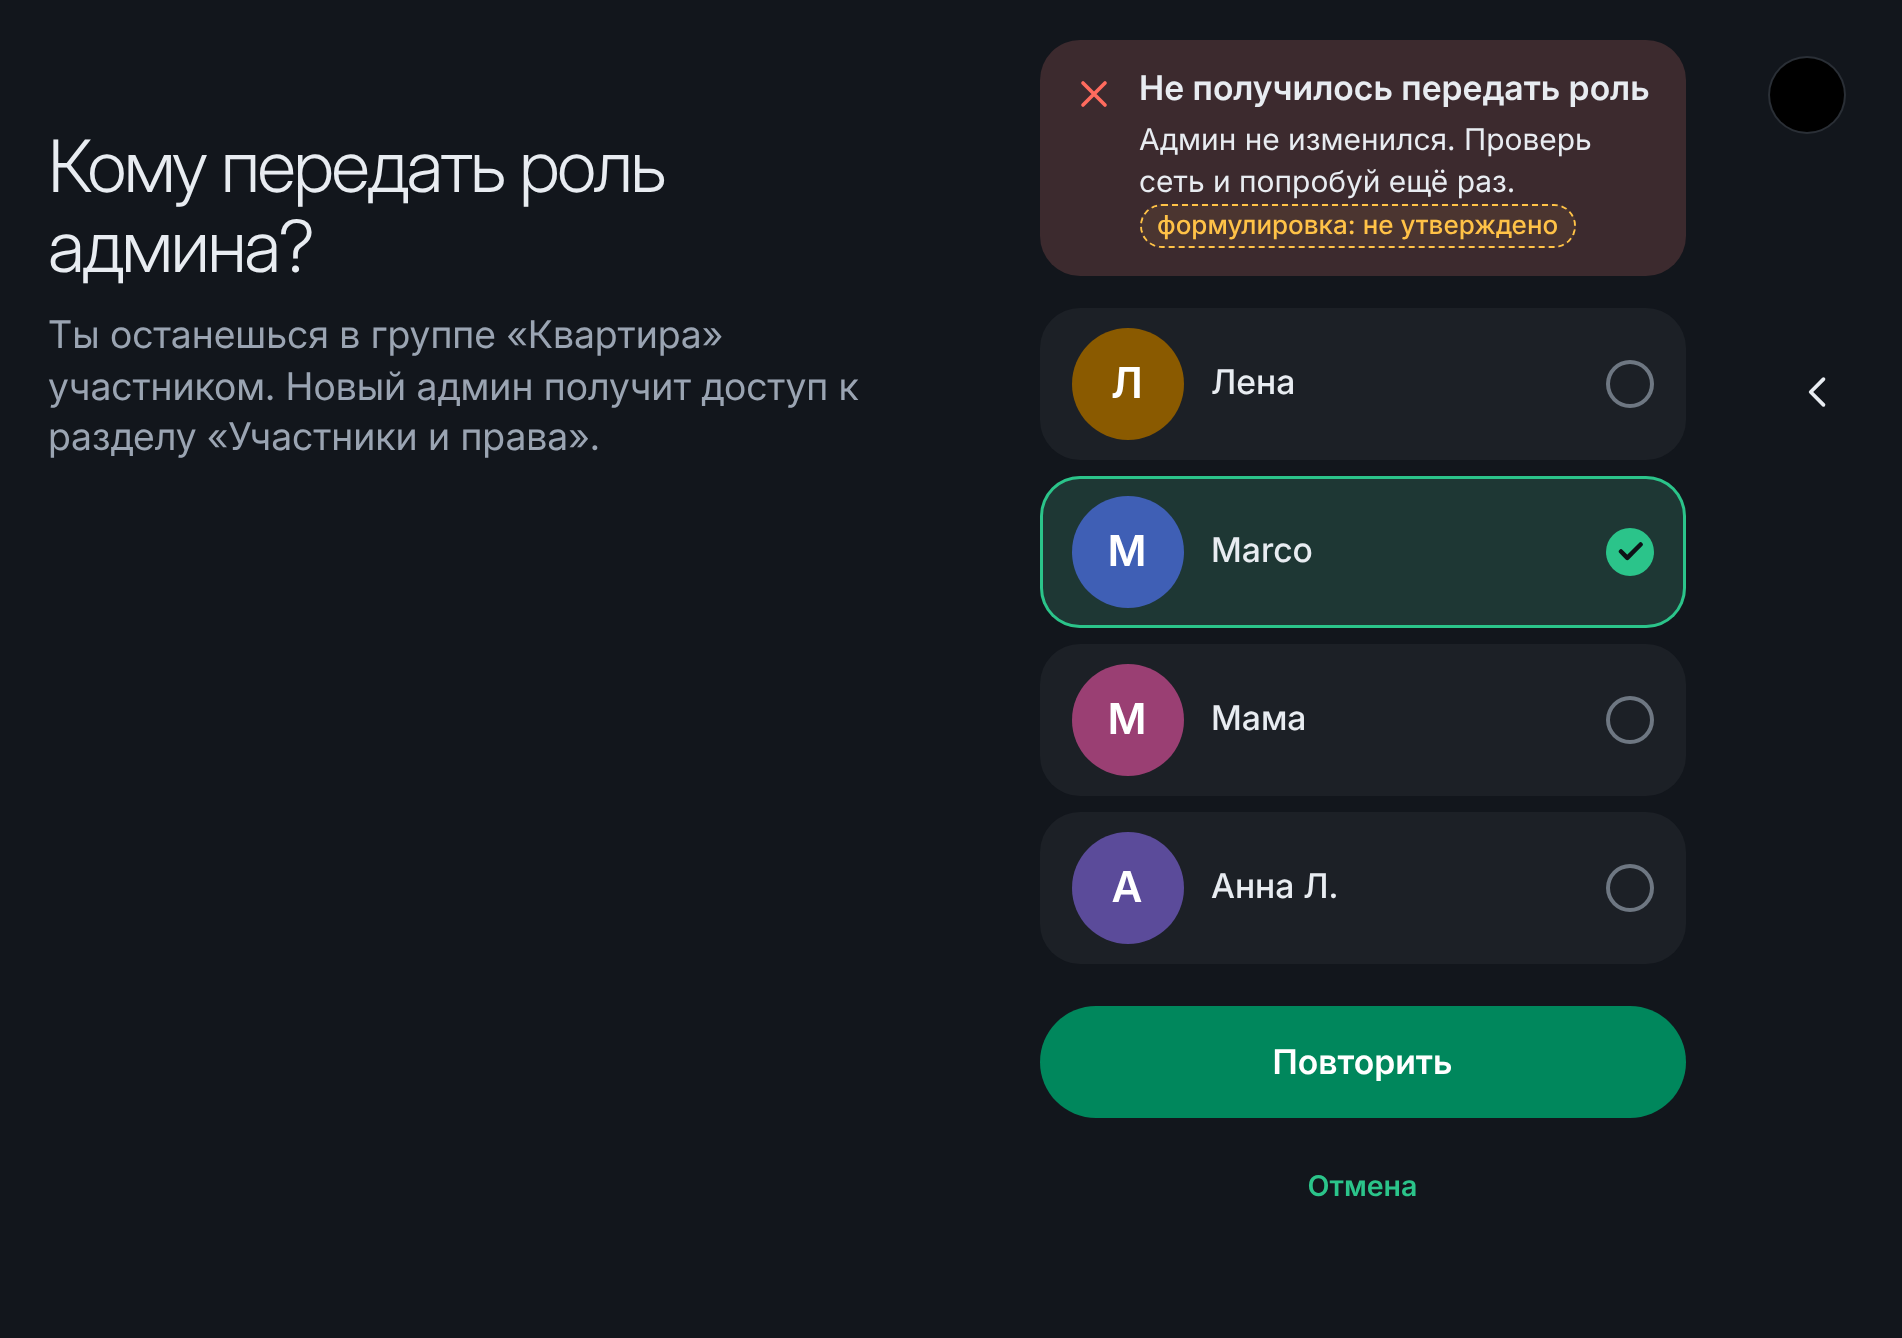 Кому передать роль
админа?
Ты останешься в группе «Квартира»
участником. Новый админ получит доступ к
разделу «Участники и права».
Не получилось передать роль
Админ не изменился. Проверь
сеть и попробуй ещё раз.
формулировка: не утверждено
Л Лена
M Marco
М Мама
А Анна Л.
Повторить
Отмена